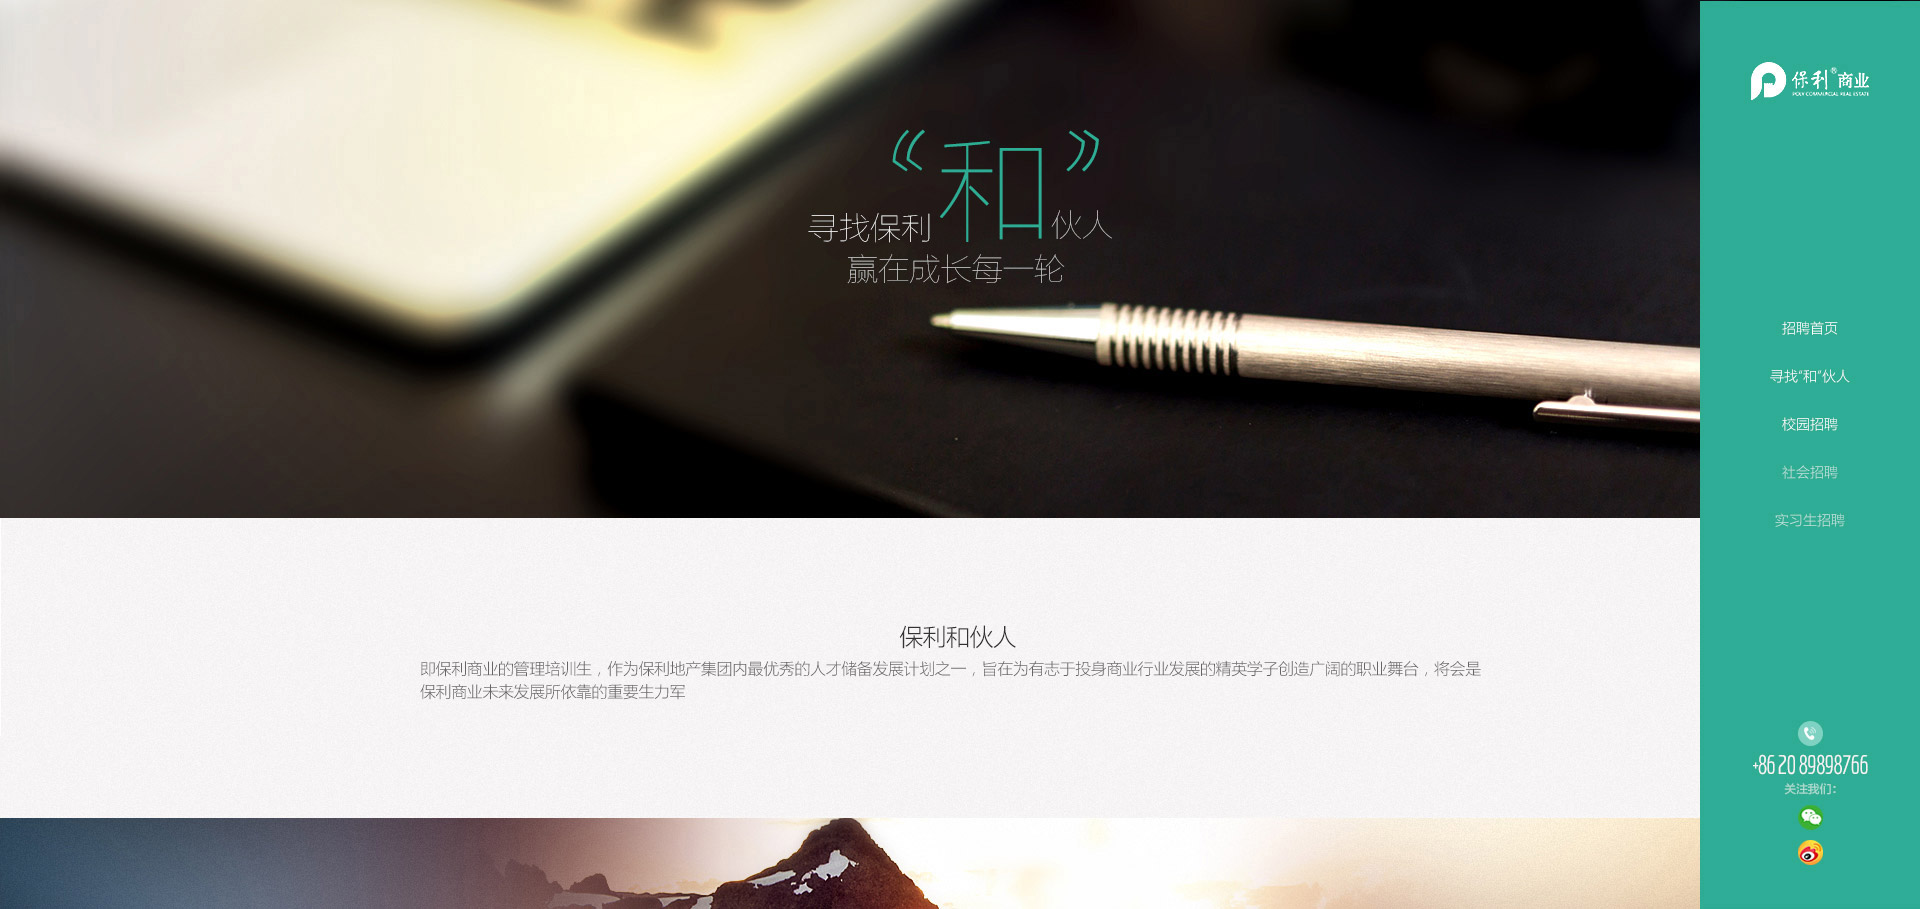 “和”
寻找保利 伙人
赢在成长每一轮
保利和伙人
即保利商业的管理培训生，作为保利地产集团内最优秀的人才储备发展计划之一，旨在为有志于投身商业行业发展的精英学子创造广阔的职业舞台，将会是
保利商业未来发展所依靠的重要生力军
保利®商业
POLY COMMERCIAL REAL ESTATE
招聘首页
寻找“和”伙人
校园招聘
社会招聘
实习生招聘
+86 20 89898766
关注我们：